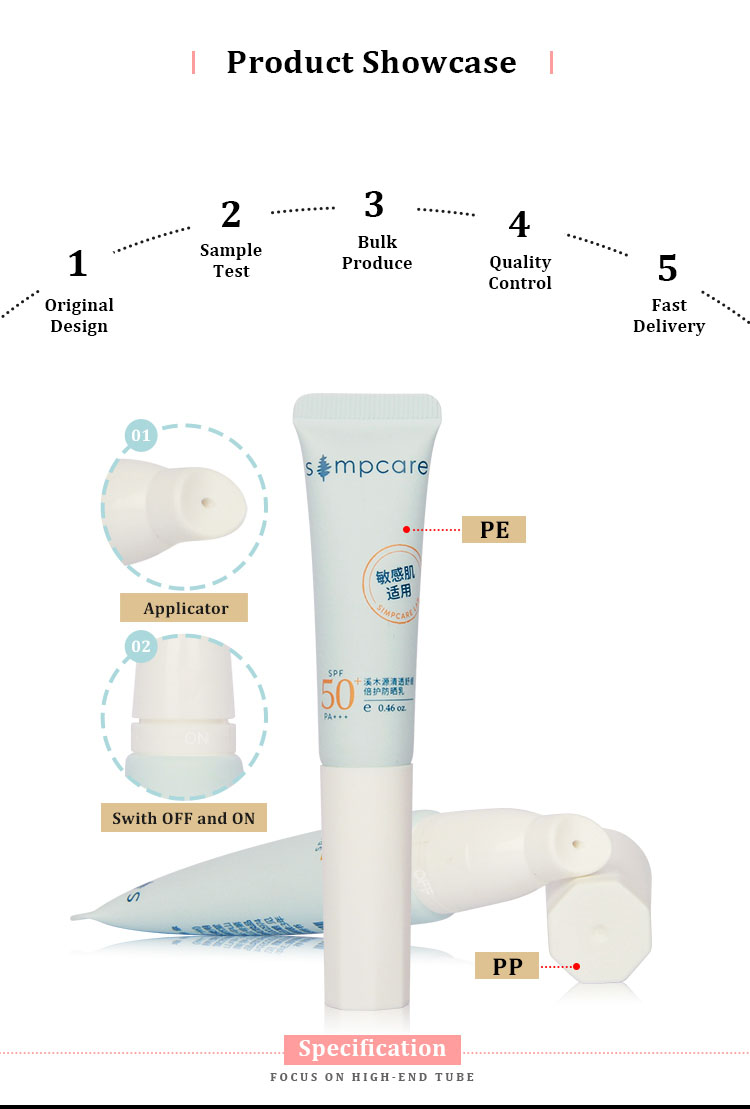 Product Showcase
1
Original
Design
2
Sample
Test
3
Bulk
Produce
4
Quality
Control
5
Fast
Delivery
01
Applicator
02
ON
Swith OFF and ON
simpcare
PE
敏感肌
适用
SIMPCARE
SPF
50+
PA+++
溪木源清透舒
倍护防晒乳
e 0.46 oz.
OFF
PP
Specification
FOCUS ON HIGH-END TUBE